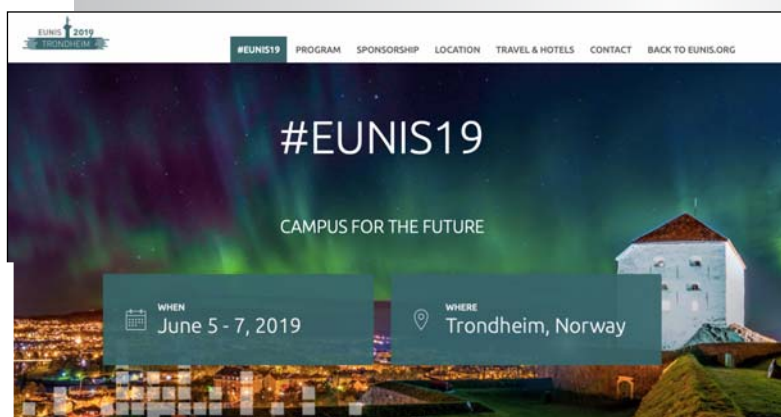 EUNIS 2019
TRONDHEIM
#EUNIS19 PROGRAM SPONSORSHIP LOCATION TRAVEL & HOTELS CONTACT BACK TO EUNIS.ORG
#EUNIS19
CAMPUS FOR THE FUTURE
WHEN
June 5 - 7, 2019
WHERE
Trondheim, Norway